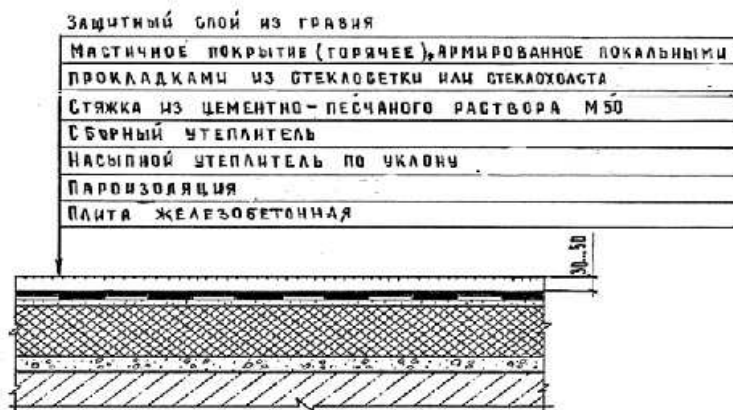 Защитный слой из гравия
Мастичное покрытие (горячее), армированное локальными
прокладками из стеклосетки или стеклохолста
Стяжка из цементно-песчаного раствора М 50
Сборный утеплитель
Насыпной утеплитель по уклону
Пароизоляция
Плита железобетонная
30...50